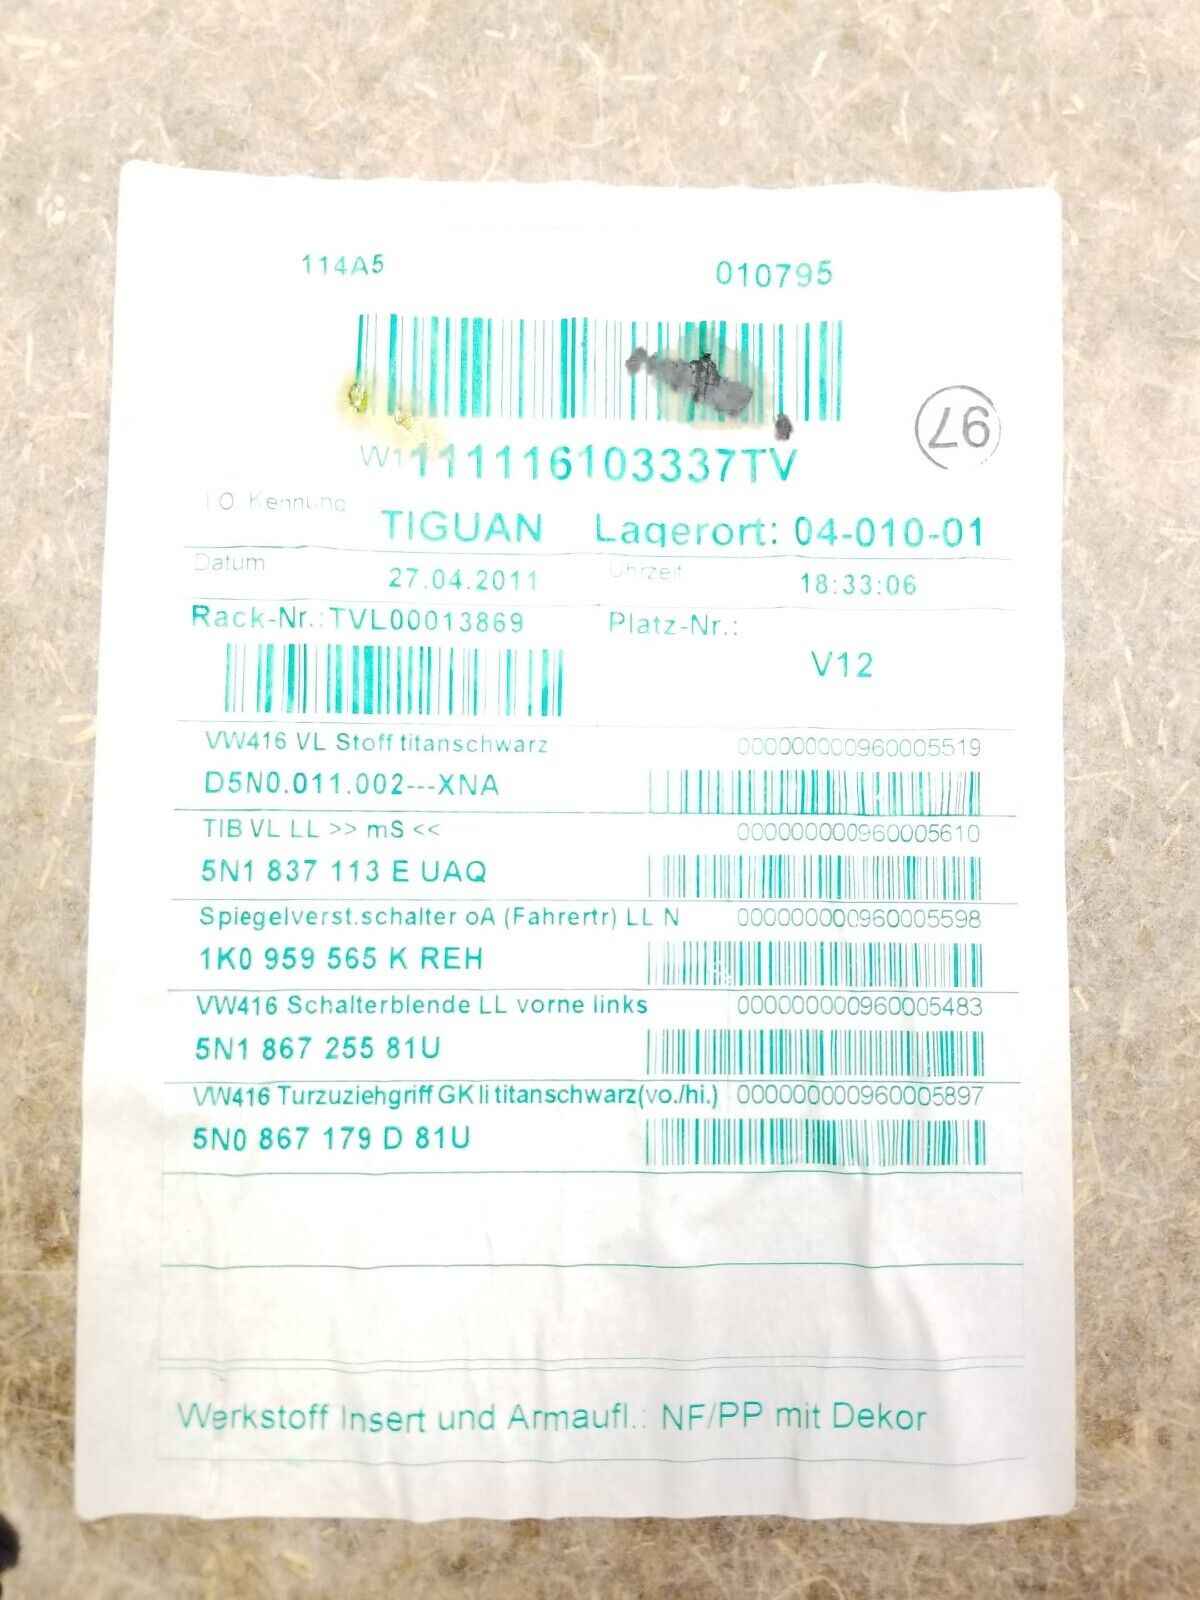 114A5 010795
97
W11111116103337TV
Kennung TIGUAN Lagerort: 04-010-01
Datum 27.04.2011 Uhrzeit 18:33:06
Rack-Nr.: TVL00013869 Platz-Nr.:
V12
VW416 VL Stoff titanschwarz 000000000960005519
D5N0.011.002---XNA
TIB VL LL >> mS << 000000000960005610
5N1 837 113 E UAQ
Spiegelverst.schalter oA (Fahrertr) LL N 000000000960005598
1K0 959 565 K REH
VW416 Schalterblende LL vorne links 000000000960005483
5N1 867 255 81U
VW416 Turzuziehgriff GK li titanschwarz(vo./hi.) 000000000960005897
5N0 867 179 D 81U
Werkstoff Insert und Armaufl.: NF/PP mit Dekor